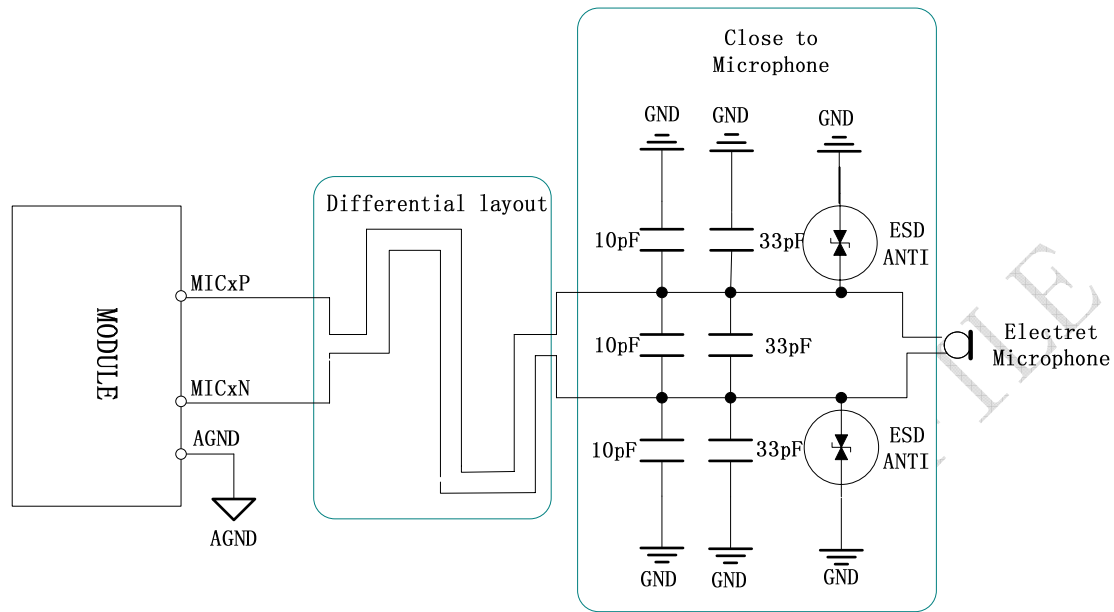 Close to
Microphone
GND
GND
GND
Differential layout
10pF
33pF
ESD
ANTI
MICxP
MODULE
10pF
33pF
Electret
Microphone
MICxN
AGND
10pF
33pF
ESD
ANTI
AGND
GND
GND
GND